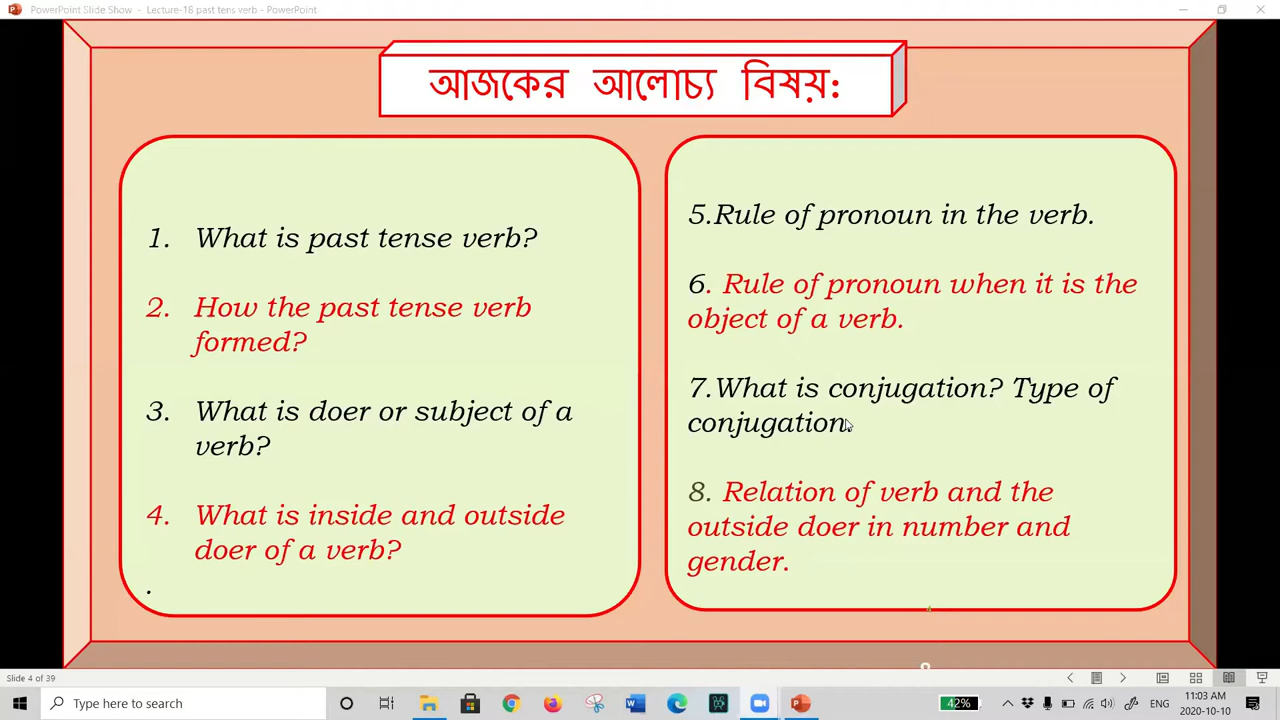 PowerPoint Slide Show - Lecture-18 past tens verb - PowerPoint
আজকের আলোচ্য বিষয়:
1. What is past tense verb?
2. How the past tense verb
formed?
3. What is doer or subject of a
verb?
4. What is inside and outside
doer of a verb?
.
5.Rule of pronoun in the verb.
6. Rule of pronoun when it is the
object of a verb.
7.What is conjugation? Type of
conjugation.
8. Relation of verb and the
outside doer in number and
gender.
Slide 4 of 39
Type here to search
42%
11:03 AM
2020-10-10